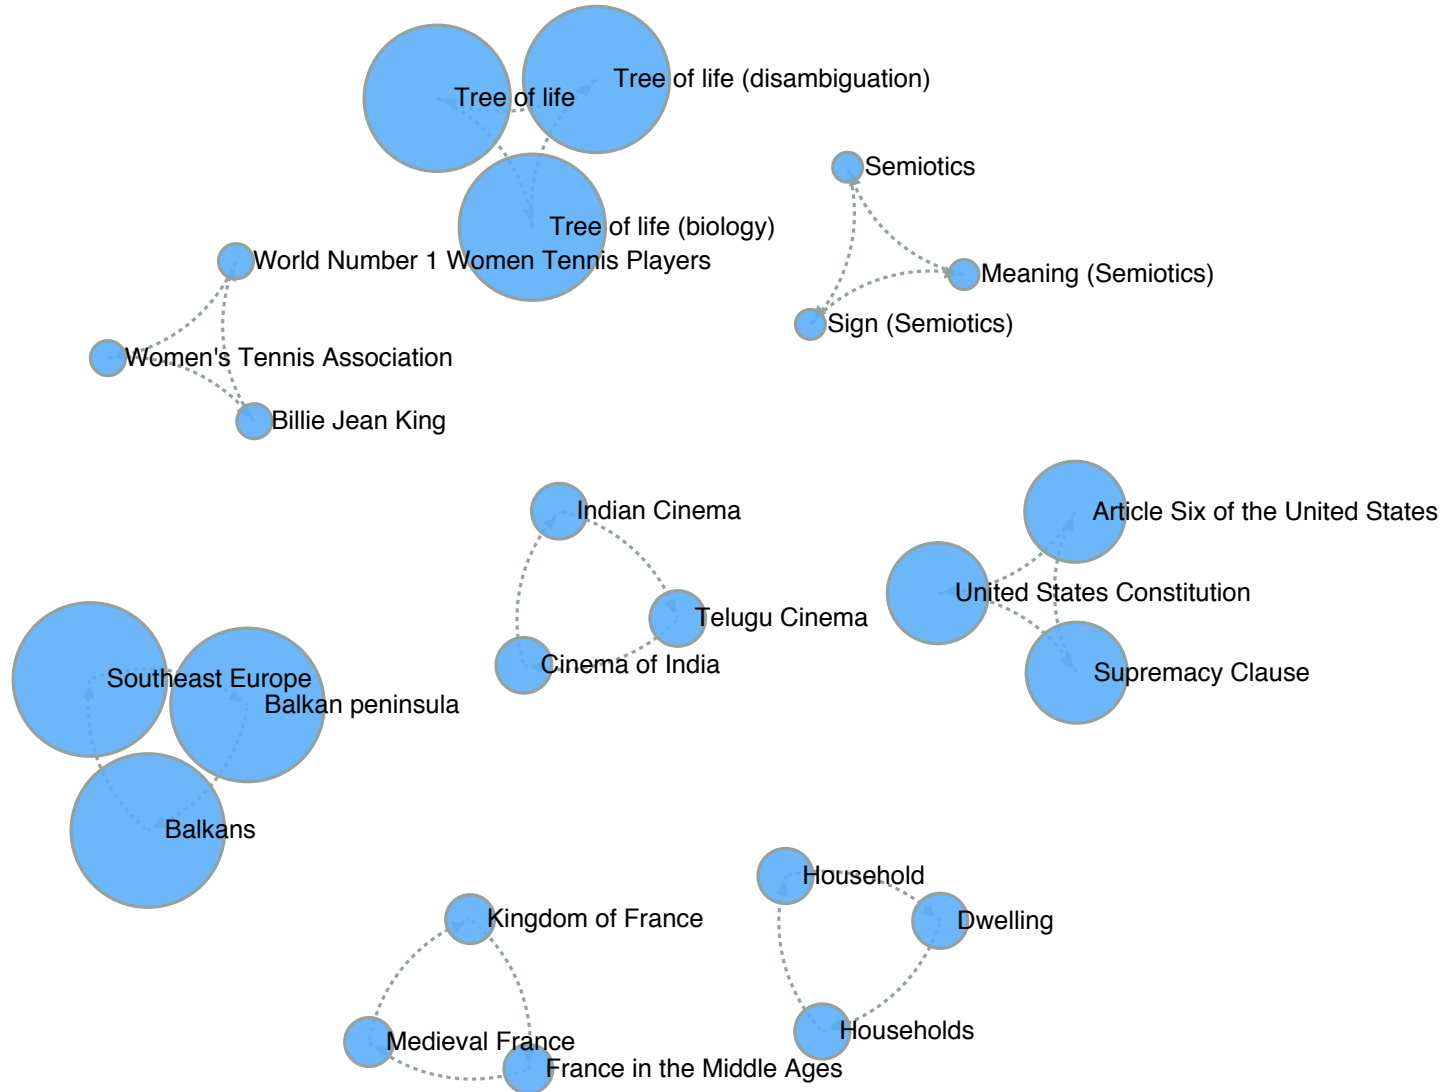 Tree of life (disambiguation)
Tree of life
Semiotics
Tree of life (biology)
World Number 1 Women Tennis Players
Meaning (Semiotics)
Sign (Semiotics)
Women's Tennis Association
Billie Jean King
Indian Cinema
Article Six of the United States
United States Constitution
Telugu Cinema
Cinema of India
Supremacy Clause
Southeast Europe
Balkan peninsula
Balkans
Household
Kingdom of France
Dwelling
Households
Medieval France
France in the Middle Ages